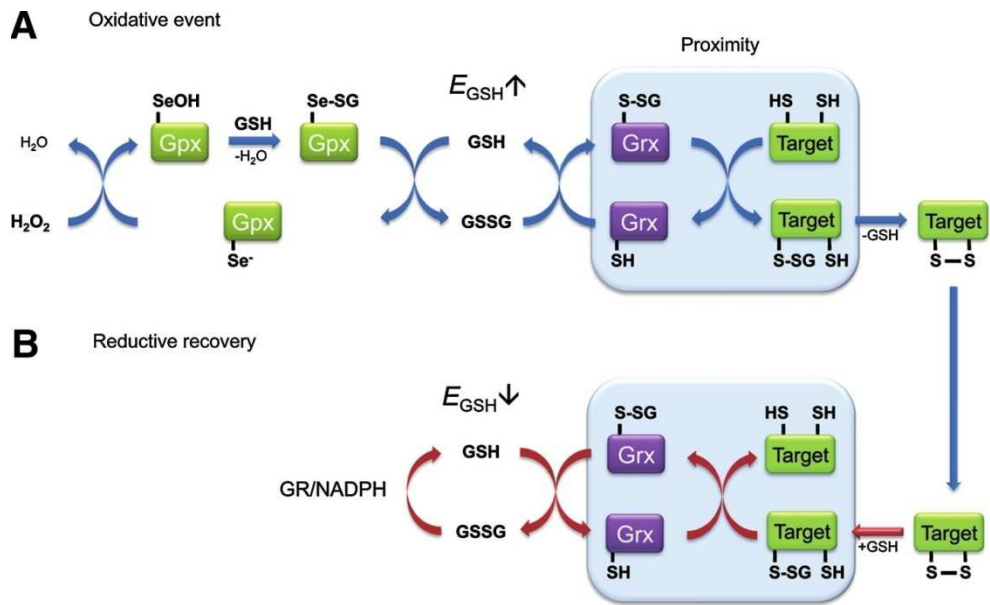 A Oxidative event
Proximity
E_GSH ↑
SeOH
Gpx
GSH
-H₂O
Se-SG
Gpx
H₂O
GSH
S-SG
Grx
HS SH
Target
H₂O₂
Gpx
Se⁻
GSSG
Grx
SH
Target
S-SG SH
-GSH
Target
S—S
B Reductive recovery
E_GSH ↓
GR/NADPH
GSH
S-SG
Grx
HS SH
Target
GSSG
Grx
SH
Target
S-SG SH
+GSH
Target
S—S